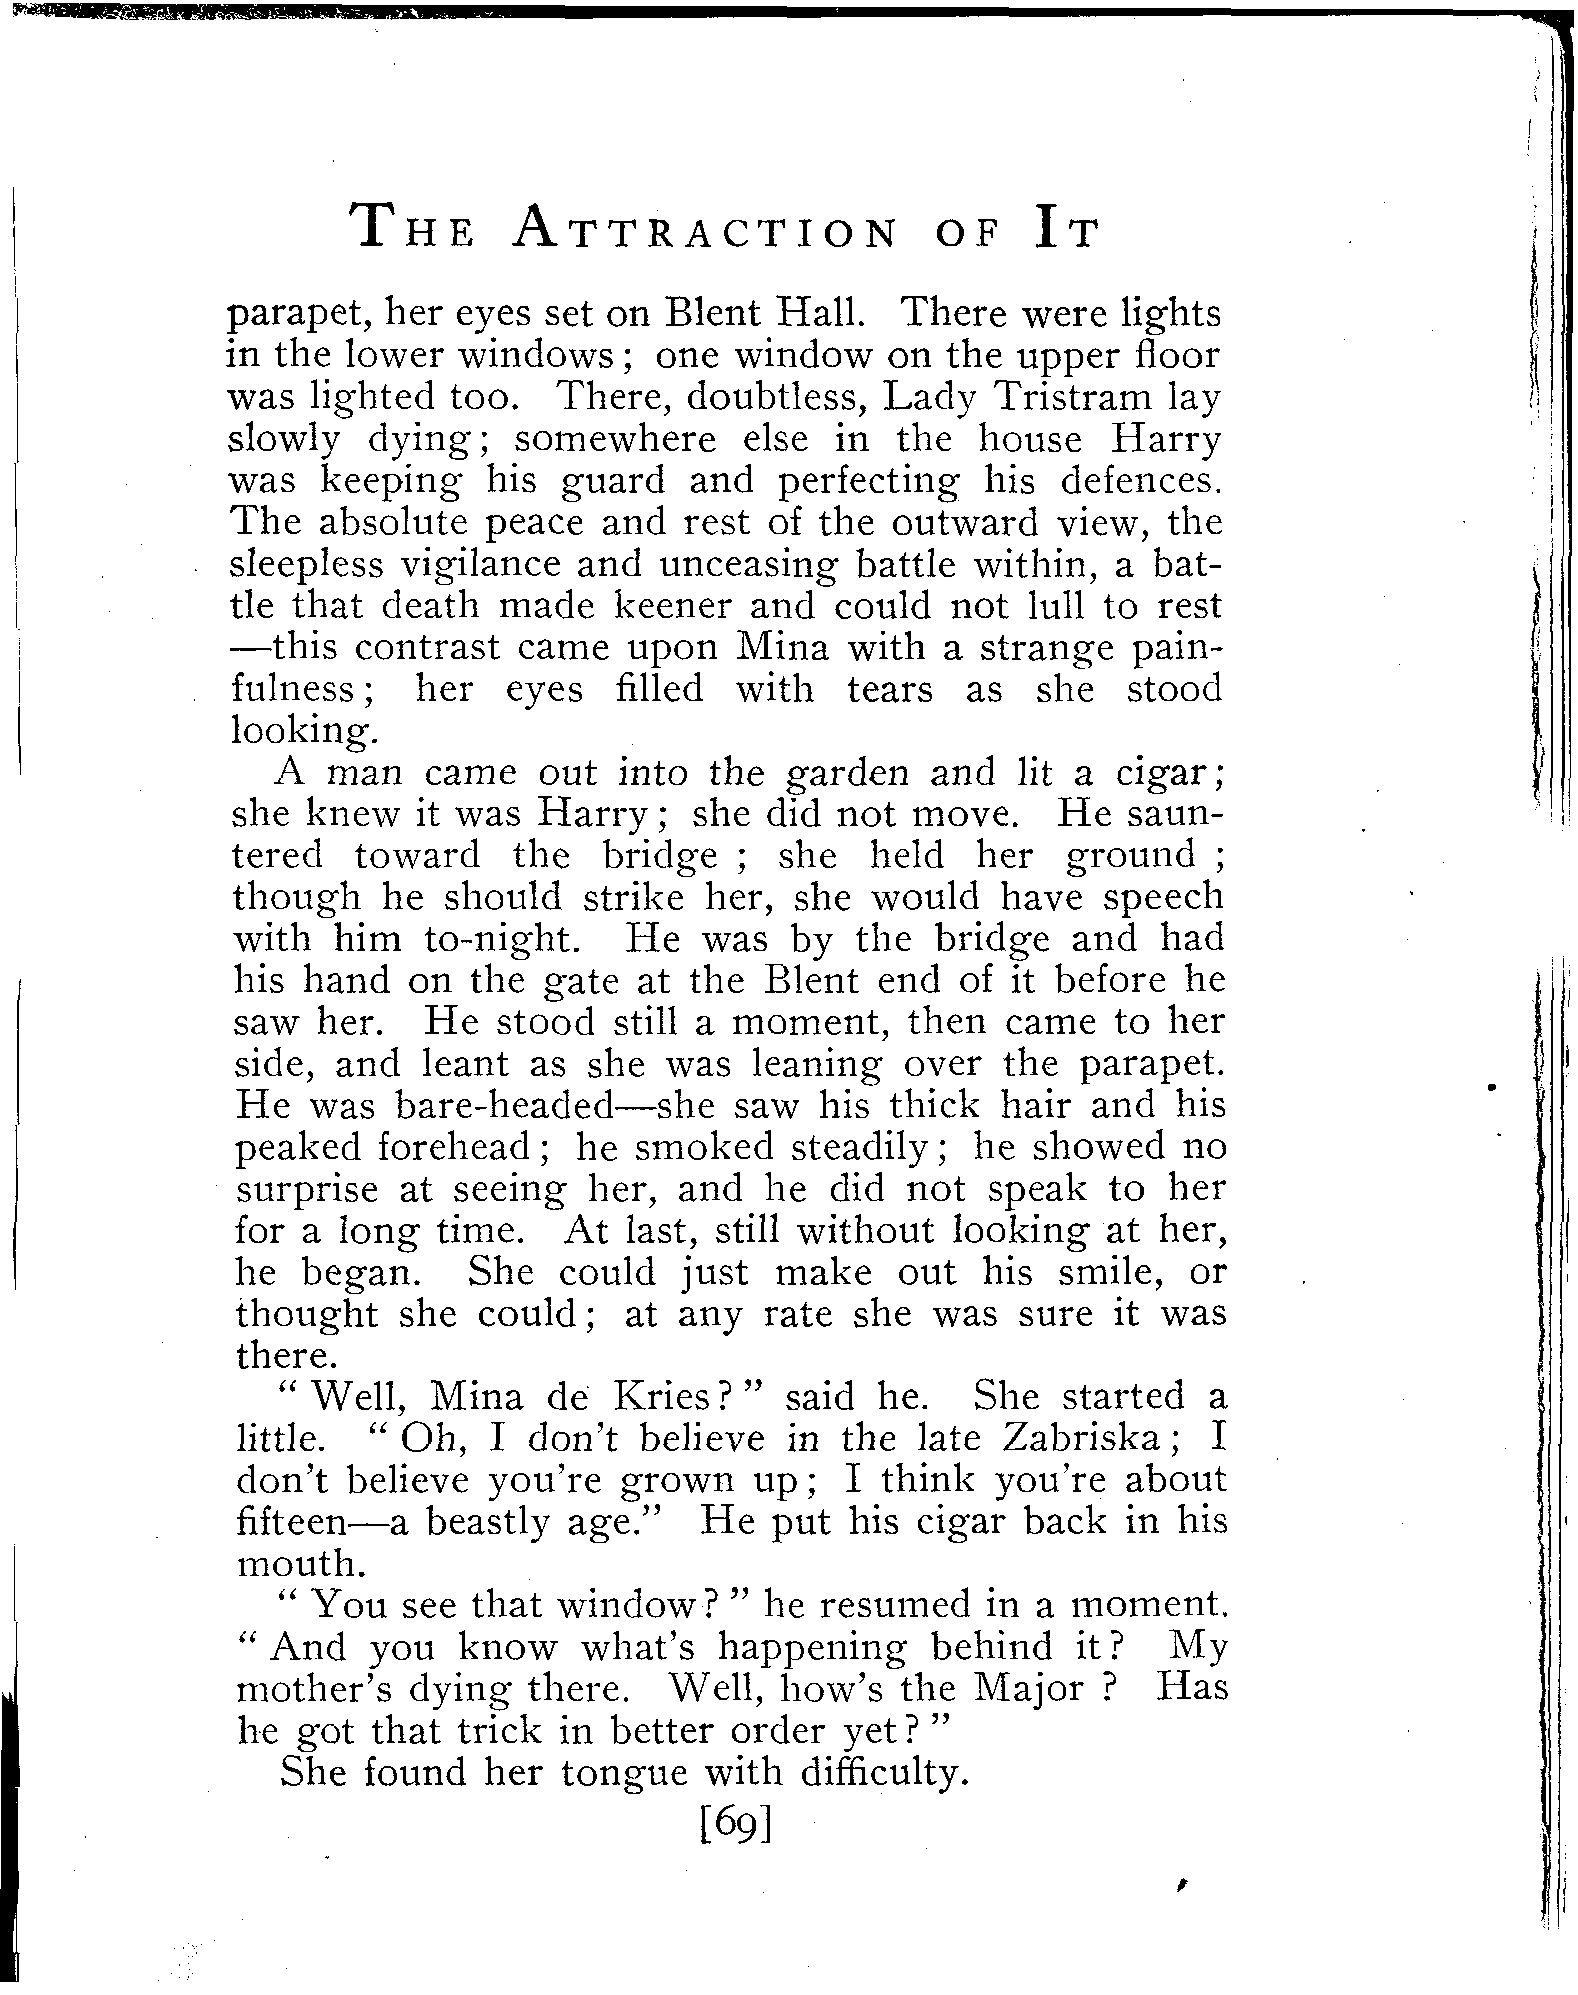 The Attraction of It
parapet, her eyes set on Blent Hall. There were lights
in the lower windows; one window on the upper floor
was lighted too. There, doubtless, Lady Tristram lay
slowly dying; somewhere else in the house Harry
was keeping his guard and perfecting his defences.
The absolute peace and rest of the outward view, the
sleepless vigilance and unceasing battle within, a bat-
tle that death made keener and could not lull to rest
—this contrast came upon Mina with a strange pain-
fulness; her eyes filled with tears as she stood
looking.
A man came out into the garden and lit a cigar;
she knew it was Harry; she did not move. He saun-
tered toward the bridge ; she held her ground ;
though he should strike her, she would have speech
with him to-night. He was by the bridge and had
his hand on the gate at the Blent end of it before he
saw her. He stood still a moment, then came to her
side, and leant as she was leaning over the parapet.
He was bare-headed—she saw his thick hair and his
peaked forehead; he smoked steadily; he showed no
surprise at seeing her, and he did not speak to her
for a long time. At last, still without looking at her,
he began. She could just make out his smile, or
thought she could; at any rate she was sure it was
there.
“ Well, Mina de Kries? ” said he. She started a
little. “ Oh, I don't believe in the late Zabriska; I
don't believe you're grown up; I think you're about
fifteen—a beastly age.” He put his cigar back in his
mouth.
“ You see that window? ” he resumed in a moment.
“ And you know what's happening behind it? My
mother's dying there. Well, how's the Major ? Has
he got that trick in better order yet? ”
She found her tongue with difficulty.
[69]